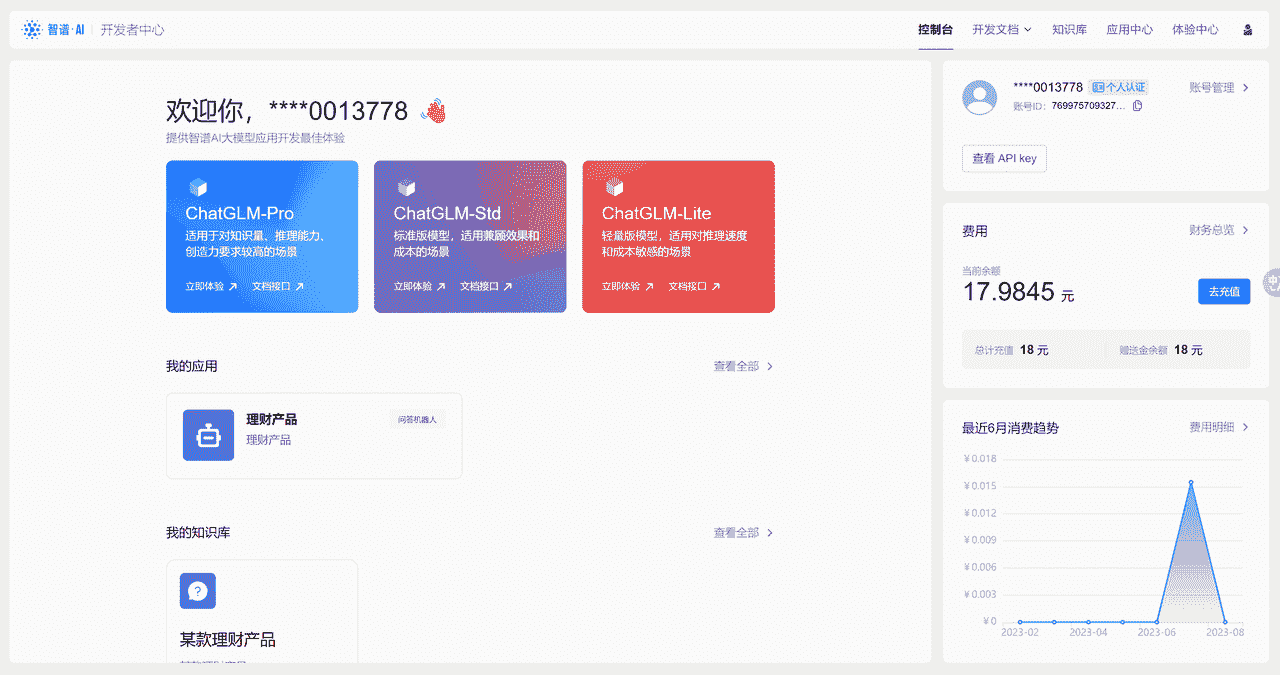 智谱·AI 开发者中心
控制台 开发文档 知识库 应用中心 体验中心
欢迎你，****0013778
提供智谱AI大模型应用开发最佳体验
ChatGLM-Pro
适用于对知识量、推理能力、
创造力要求较高的场景
立即体验 文档接口
ChatGLM-Std
标准版模型，适用兼顾效果和
成本的场景
立即体验 文档接口
ChatGLM-Lite
轻量版模型，适用对推理速度
和成本敏感的场景
立即体验 文档接口
我的应用 查看全部
理财产品 问答机器人
理财产品
我的知识库 查看全部
某款理财产品
****0013778 个人认证 账号管理
账号ID: 769975709327...
查看 API key
费用 财务总览
当前余额
17.9845 元 去充值
总计充值 18 元 赠送金余额 18 元
最近6月消费趋势 费用明细
¥0.018
¥0.015
¥0.012
¥0.009
¥0.006
¥0.003
¥0
2023-02 2023-04 2023-06 2023-08